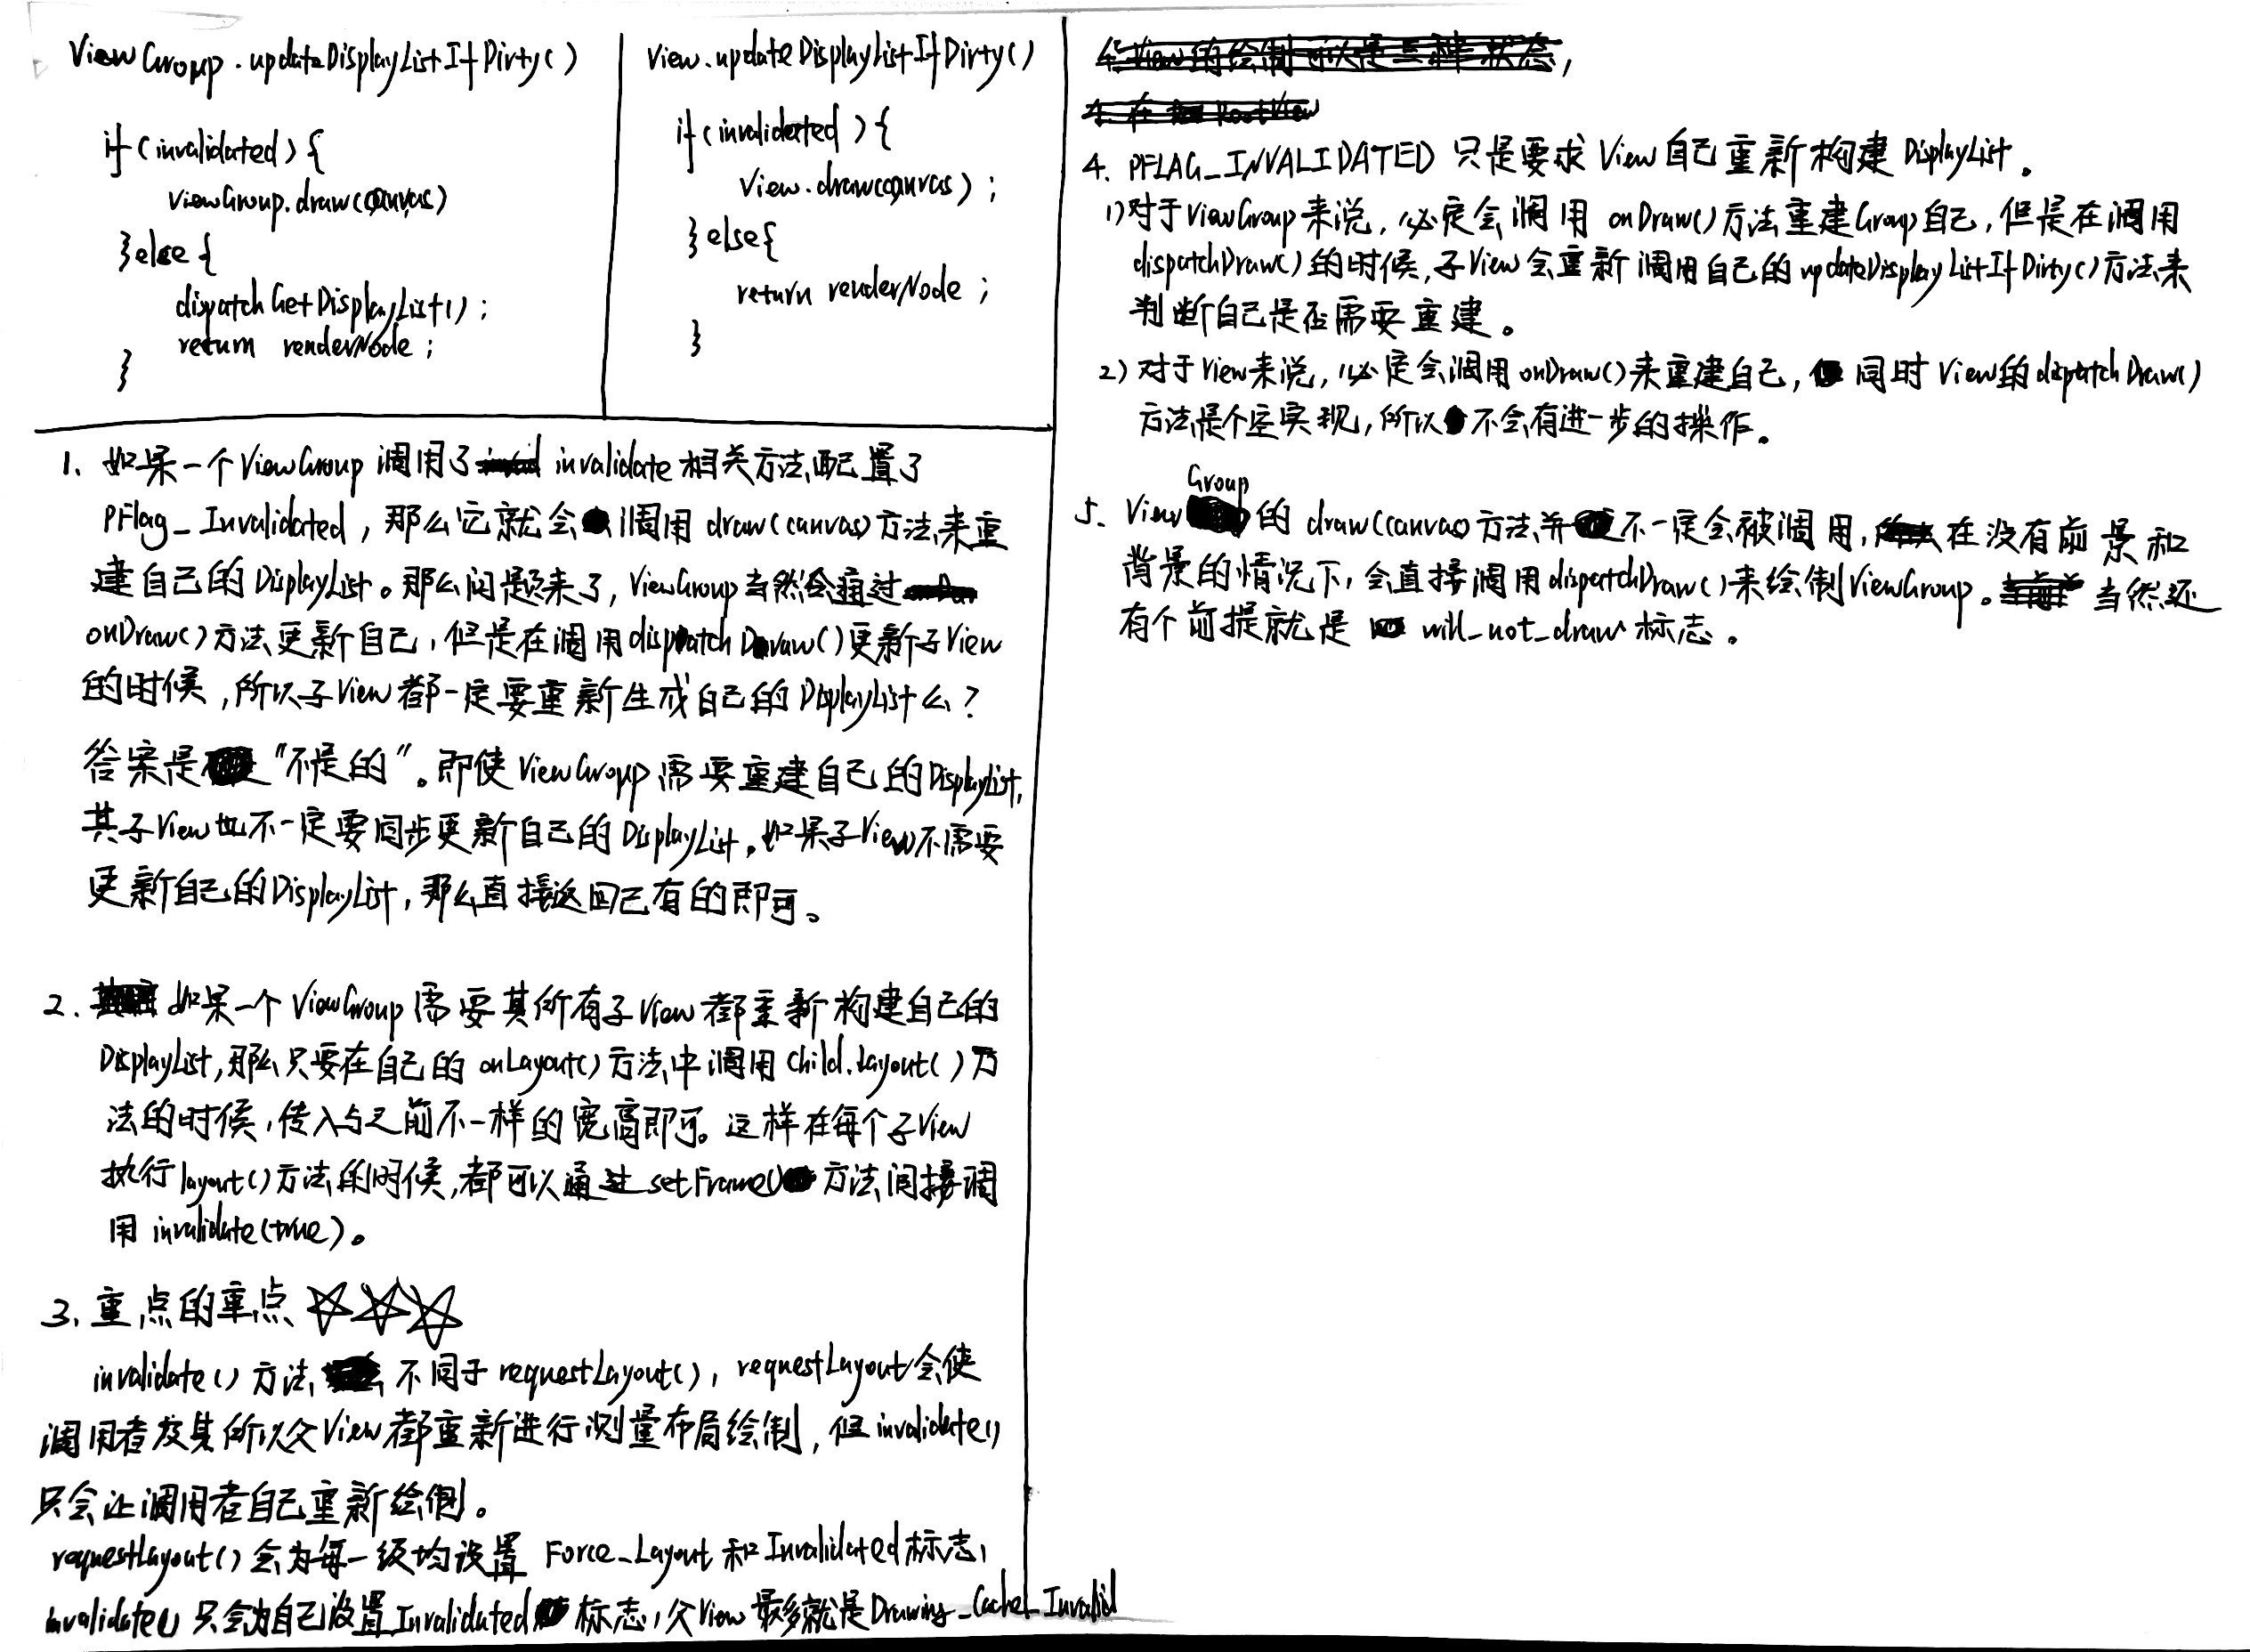 ViewGroup.updateDisplayListIfDirty()
if(invalidated){
ViewGroup.draw(canvas)
}else{
dispatchGetDisplayList();
return renderNode;
}
View.updateDisplayListIfDirty()
if(invalidated){
View.draw(canvas);
}else{
return renderNode;
}
1. 如果一个ViewGroup调用了invalidate相关方法,配置了
PFlag_Invalidated,那么它就会调用draw(canvas)方法来重
建自己的DisplayList。那么问题来了,ViewGroup当然会通过
onDraw()方法更新自己,但是在调用dispatchDraw()更新子View
的时候,所以子View都一定要重新生成自己的DisplayList么?
答案是"不是的"。即使ViewGroup需要重建自己的DisplayList,
其子View也不一定要同步更新自己的DisplayList。如果子View不需要
更新自己的DisplayList,那么直接返回已有的即可。
2. 如果一个ViewGroup需要其所有子View都重新构建自己的
DisplayList,那么只要在自己的onLayout()方法中调用child.layout()方
法的时候,传入与之前不一样的宽高即可。这样在每个子View
执行layout()方法的时候,都可以通过setFrame()方法间接调
用invalidate(true)。
3. 重点的重点☆☆☆
invalidate()方法不同于requestLayout(),requestLayout会使
调用者及其所以父View都重新进行测量布局绘制,但invalidate()
只会让调用者自己重新绘制。
requestLayout()会为每一级均设置Force_Layout和Invalidated标志,
invalidate()只会为自己设置Invalidated标志,父View最多就是Drawing_Cache_Invalid
4.View的绘制可以是三种状态,
4.在RootView
4. PFLAG_INVALIDATED只是要求View自己重新构建DisplayList。
1)对于ViewGroup来说,必定会调用onDraw()方法重建Group自己,但是在调用
dispatchDraw()的时候,子View会重新调用自己的updateDisplayListIfDirty()方法来
判断自己是否需要重建。
2)对于View来说,必定会调用onDraw()来重建自己,同时View的dispatchDraw()
方法是个空实现,所以不会有进一步的操作。
5. ViewGroup的draw(canvas)方法并不一定会被调用,在没有前景和
背景的情况下,会直接调用dispatchDraw()来绘制ViewGroup。当然还
有个前提就是will_not_draw标志。